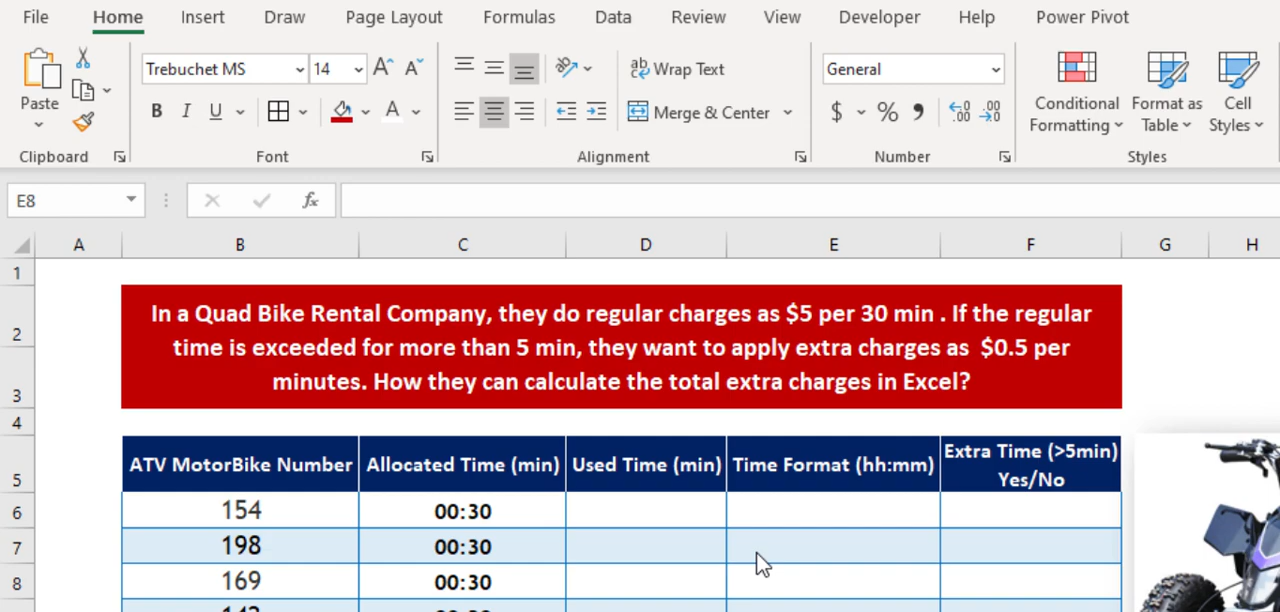 File Home Insert Draw Page Layout Formulas Data Review View Developer Help Power Pivot
Trebuchet MS 14 A A Wrap Text General
Paste B I U A Merge & Center $ % Conditional Formatting Format as Table Cell Styles
Clipboard Font Alignment Number Styles
E8 fx
A B C D E F G H
1
In a Quad Bike Rental Company, they do regular charges as $5 per 30 min . If the regular
2 time is exceeded for more than 5 min, they want to apply extra charges as $0.5 per
3 minutes. How they can calculate the total extra charges in Excel?
4
5 ATV MotorBike Number Allocated Time (min) Used Time (min) Time Format (hh:mm) Extra Time (>5min) Yes/No
6 154 00:30
7 198 00:30
8 169 00:30